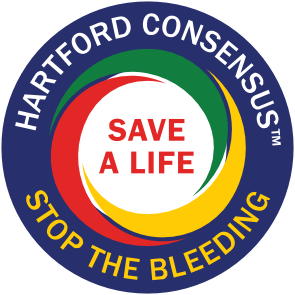 HARTFORD CONSENSUS™
SAVE
A LIFE
STOP THE BLEEDING